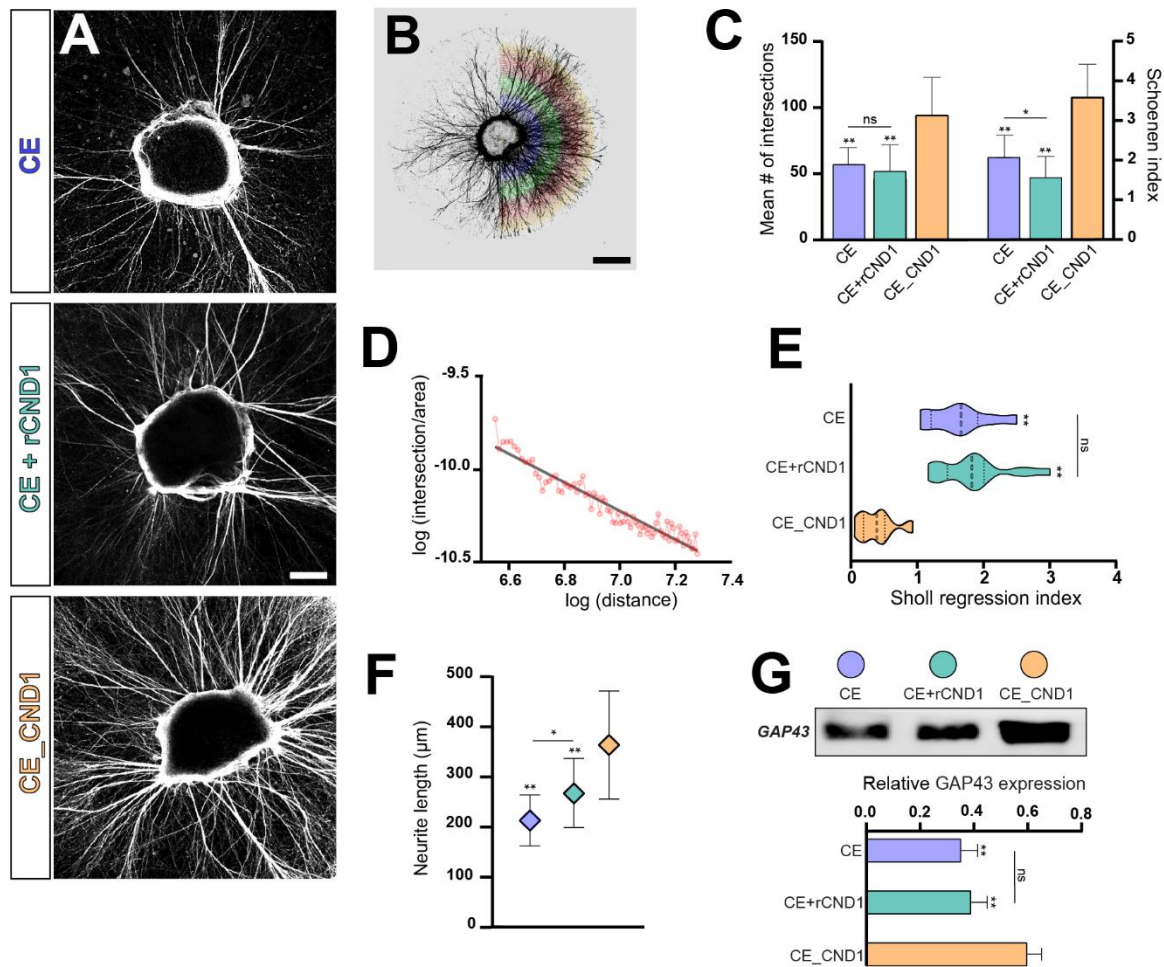 A
CE
CE + rCND1
CE_CND1
B
C
150
100
50
0
Mean # of intersections
ns
**
**
*
**
**
5
4
3
2
1
0
Schoenen index
CE
CE+rCND1
CE_CND1
CE
CE+rCND1
CE_CND1
D
-9.5
-10.0
-10.5
log (intersection/area)
6.6
6.8
7.0
7.2
7.4
log (distance)
E
CE
CE+rCND1
CE_CND1
**
**
ns
0
1
2
3
4
Sholl regression index
F
500
400
300
200
100
0
Neurite length (µm)
*
**
**
G
CE
CE+rCND1
CE_CND1
GAP43
Relative GAP43 expression
0.0
0.2
0.4
0.6
0.8
CE
CE+rCND1
CE_CND1
**
**
ns